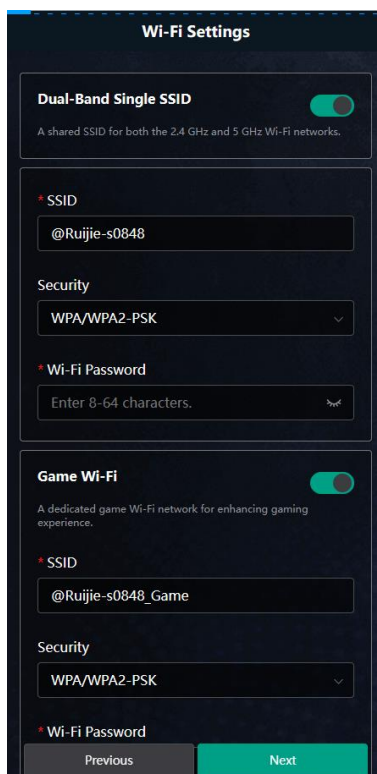 Wi-Fi Settings
Dual-Band Single SSID
A shared SSID for both the 2.4 GHz and 5 GHz Wi-Fi networks.
* SSID
@Ruijie-s0848
Security
WPA/WPA2-PSK
* Wi-Fi Password
Enter 8-64 characters.
Game Wi-Fi
A dedicated game Wi-Fi network for enhancing gaming
experience.
* SSID
@Ruijie-s0848_Game
Security
WPA/WPA2-PSK
* Wi-Fi Password
Previous
Next